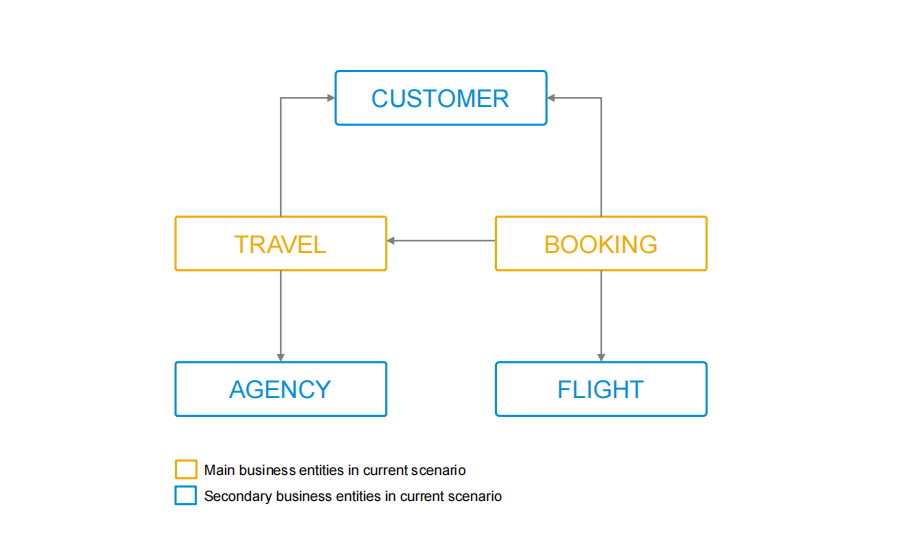 CUSTOMER
TRAVEL
BOOKING
AGENCY
FLIGHT
Main business entities in current scenario
Secondary business entities in current scenario